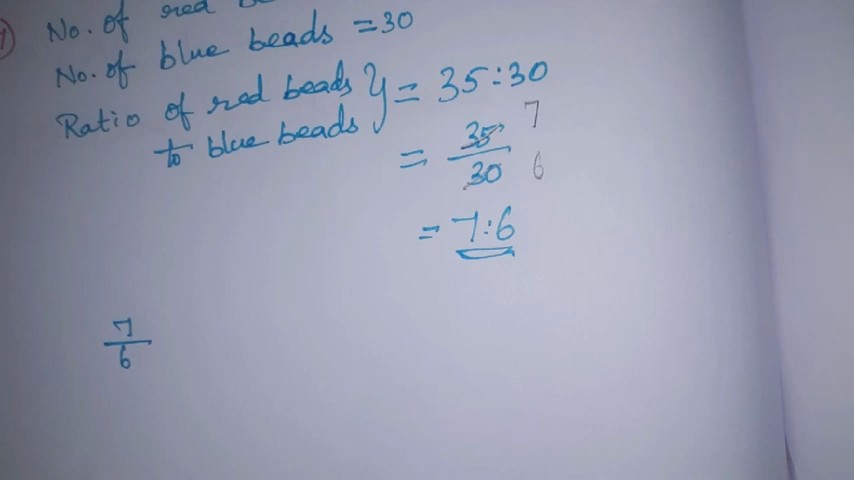 No. of red
No. of blue beads = 30
Ratio of red beads } = 35:30
to blue beads
= 35/30 7 6
= 7:6
7/6